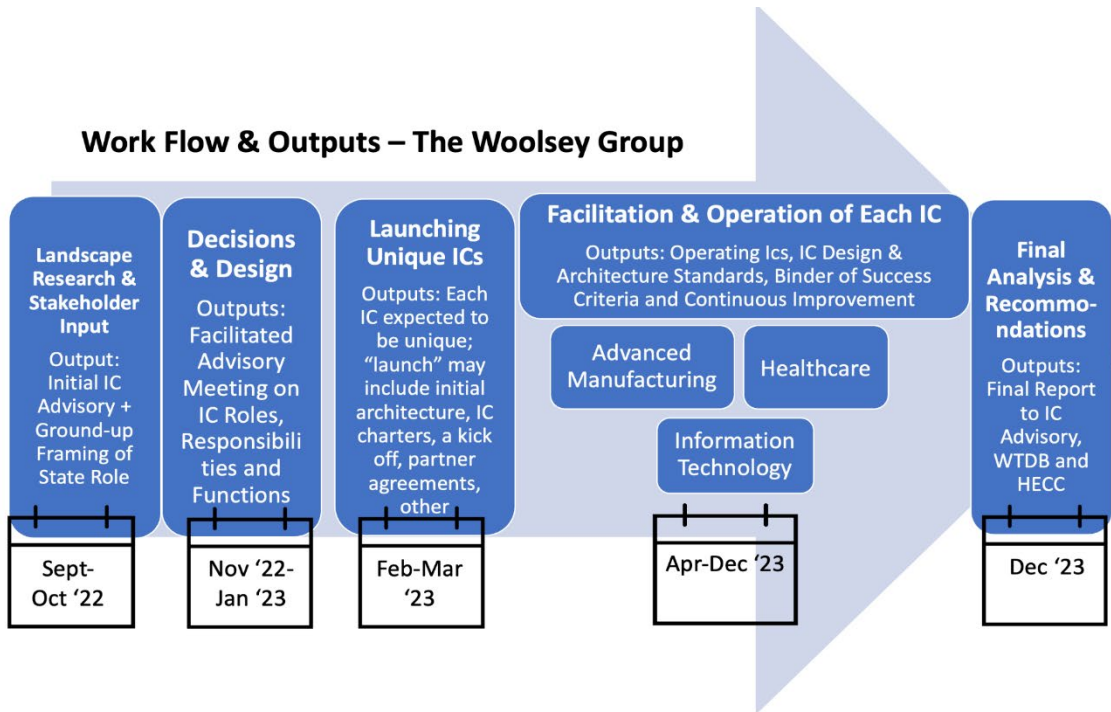 Work Flow & Outputs – The Woolsey Group
Landscape
Research &
Stakeholder
Input
Output:
Initial IC
Advisory +
Ground-up
Framing of
State Role
Sept-
Oct ‘22
Decisions
& Design
Outputs:
Facilitated
Advisory
Meeting on
IC Roles,
Responsibili
ties and
Functions
Nov ‘22-
Jan ‘23
Launching
Unique ICs
Outputs: Each
IC expected to
be unique;
“launch” may
include initial
architecture, IC
charters, a kick
off, partner
agreements,
other
Feb-Mar
‘23
Facilitation & Operation of Each IC
Outputs: Operating Ics, IC Design &
Architecture Standards, Binder of Success
Criteria and Continuous Improvement
Advanced
Manufacturing
Healthcare
Information
Technology
Apr-Dec ‘23
Final
Analysis &
Recommo-
ndations
Outputs:
Final Report
to IC
Advisory,
WTDB and
HECC
Dec ‘23